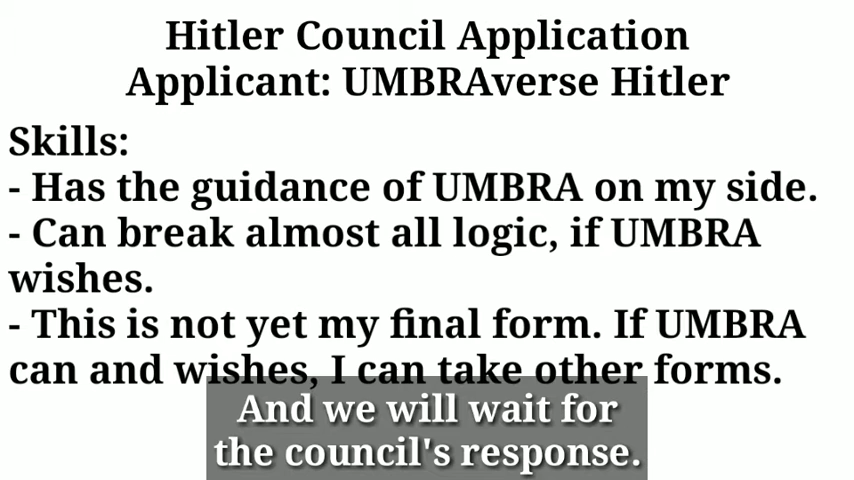 Hitler Council Application
Applicant: UMBRAverse Hitler
Skills:
- Has the guidance of UMBRA on my side.
- Can break almost all logic, if UMBRA
wishes.
- This is not yet my final form. If UMBRA
can and wishes, I can take other forms.
And we will wait for
the council's response.